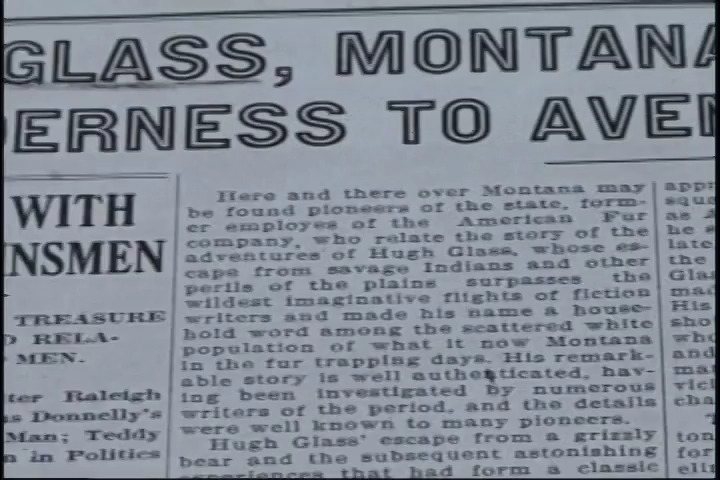 GLASS, MONTANA
ERNESS TO AVEN
WITH
NSMEN
TREASURE
RELA-
MEN.
ter Raleigh
as Donnelly's
Man; Teddy
n in Politics
Here and there over Montana may
be found pioneers of the state, form-
er employes of the American Fur
company, who relate the story of the
adventures of Hugh Glass, whose es-
cape from savage Indians and other
perils of the plains surpasses the
wildest imaginative flights of fiction
writers and made his name a house-
hold word among the scattered white
population of what it now Montana
in the fur trapping days. His remark-
able story is well authenticated, hav-
ing been investigated by numerous
writers of the period, and the details
were well known to many pioneers.
Hugh Glass' escape from a grizzly
bear and the subsequent astonishing
experiences that had form a classic
appr
squa
as
he s
late
the
Glas
mad
His
sho
who
and
mar
vici
cha
ton
for